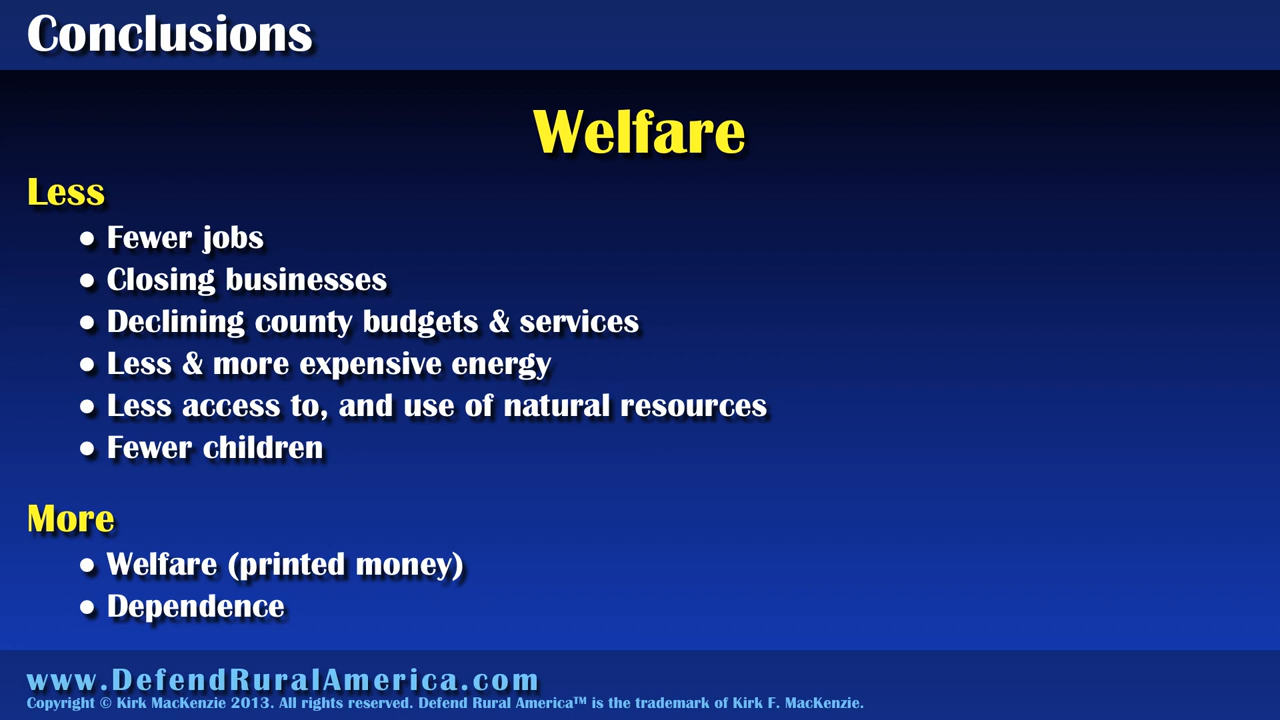 Conclusions
Welfare
Less
● Fewer jobs
● Closing businesses
● Declining county budgets & services
● Less & more expensive energy
● Less access to, and use of natural resources
● Fewer children
More
● Welfare (printed money)
● Dependence
www.DefendRuralAmerica.com
Copyright © Kirk MacKenzie 2013. All rights reserved. Defend Rural America™ is the trademark of Kirk F. MacKenzie.